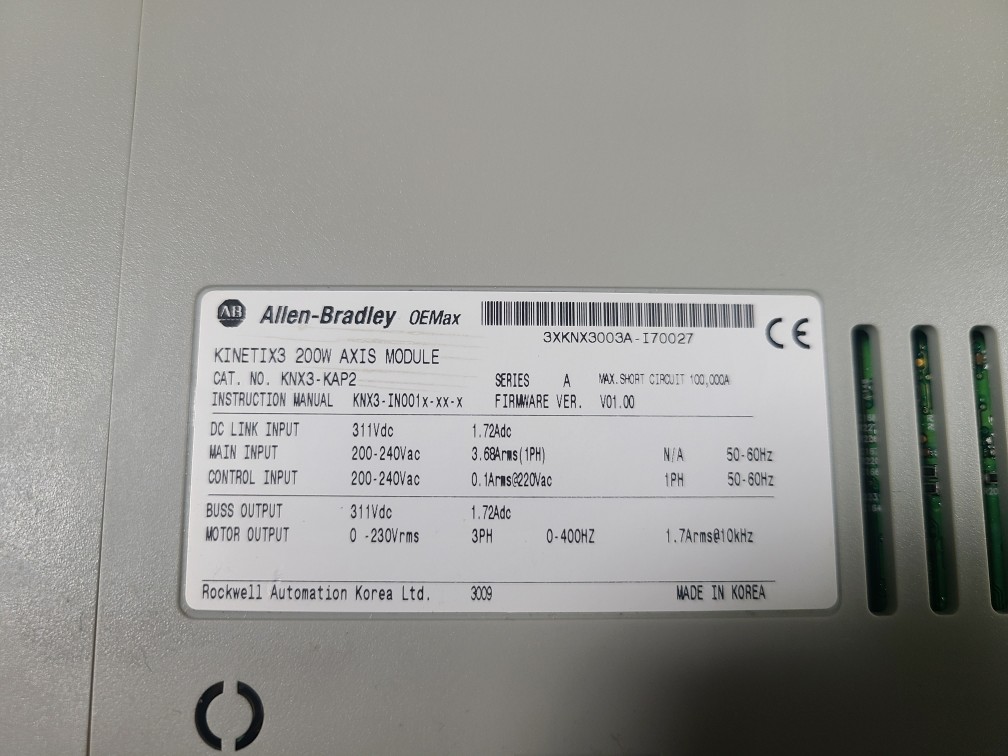 AB Allen-Bradley OEMax
3XKNX3003A-I70027
CE
KINETIX3 200W AXIS MODULE
CAT. NO. KNX3-KAP2 SERIES A MAX.SHORT CIRCUIT 100,000A
INSTRUCTION MANUAL KNX3-IN001x-xx-x FIRMWARE VER. V01.00
DC LINK INPUT 311Vdc 1.72Adc
MAIN INPUT 200-240Vac 3.68Arms(1PH) N/A 50-60Hz
CONTROL INPUT 200-240Vac 0.1Arms@220Vac 1PH 50-60Hz
BUSS OUTPUT 311Vdc 1.72Adc
MOTOR OUTPUT 0 -230Vrms 3PH 0-400HZ 1.7Arms@10kHz
Rockwell Automation Korea Ltd. 3009 MADE IN KOREA